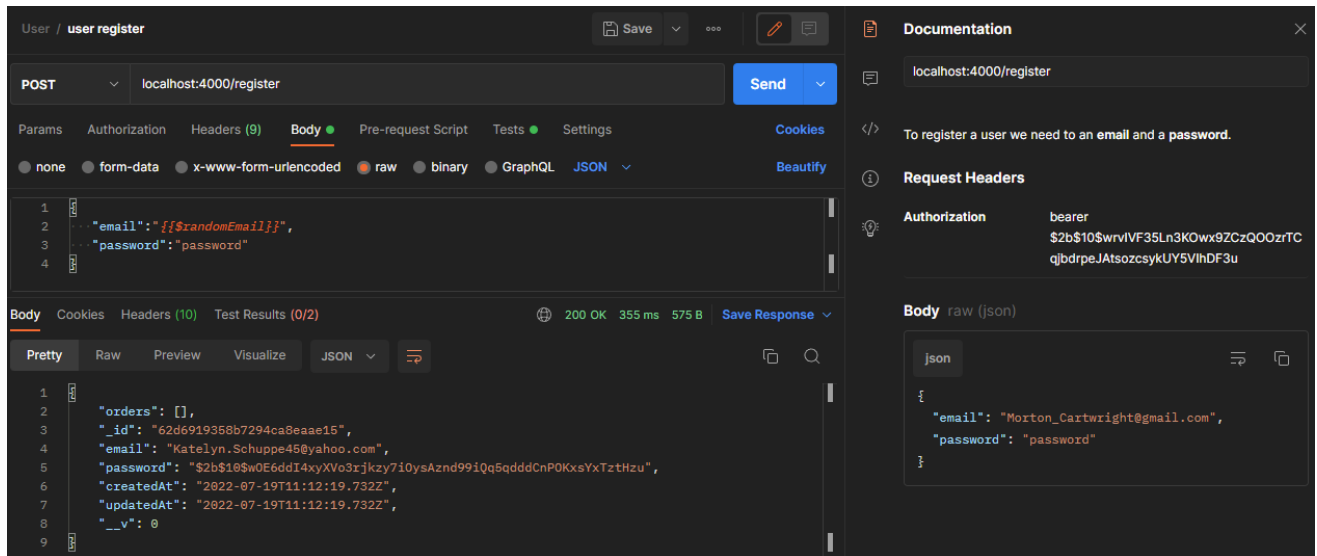 User / user register
Save
POST localhost:4000/register Send
Params Authorization Headers (9) Body Pre-request Script Tests Settings Cookies
none form-data x-www-form-urlencoded raw binary GraphQL JSON Beautify
1 {
2 "email":"{{$randomEmail}}",
3 "password":"password"
4 }
Body Cookies Headers (10) Test Results (0/2) 200 OK 355 ms 575 B Save Response
Pretty Raw Preview Visualize JSON
1 {
2 "orders": [],
3 "_id": "62d6919358b7294ca8eaae15",
4 "email": "Katelyn.Schuppe45@yahoo.com",
5 "password": "$2b$10$wOE6ddI4xyXVo3rjkzy7iOysAznd99iQq5qdddCnPOKxsYxTztHzu",
6 "createdAt": "2022-07-19T11:12:19.732Z",
7 "updatedAt": "2022-07-19T11:12:19.732Z",
8 "__v": 0
9 }
Documentation
localhost:4000/register
To register a user we need to an email and a password.
Request Headers
Authorization bearer
$2b$10$wrvIVF35Ln3KOwx9ZCzQOOzrTC
qjbdrpeJAtsozcsykUY5VIhDF3u
Body raw (json)
json
{
"email": "Morton_Cartwright@gmail.com",
"password": "password"
}